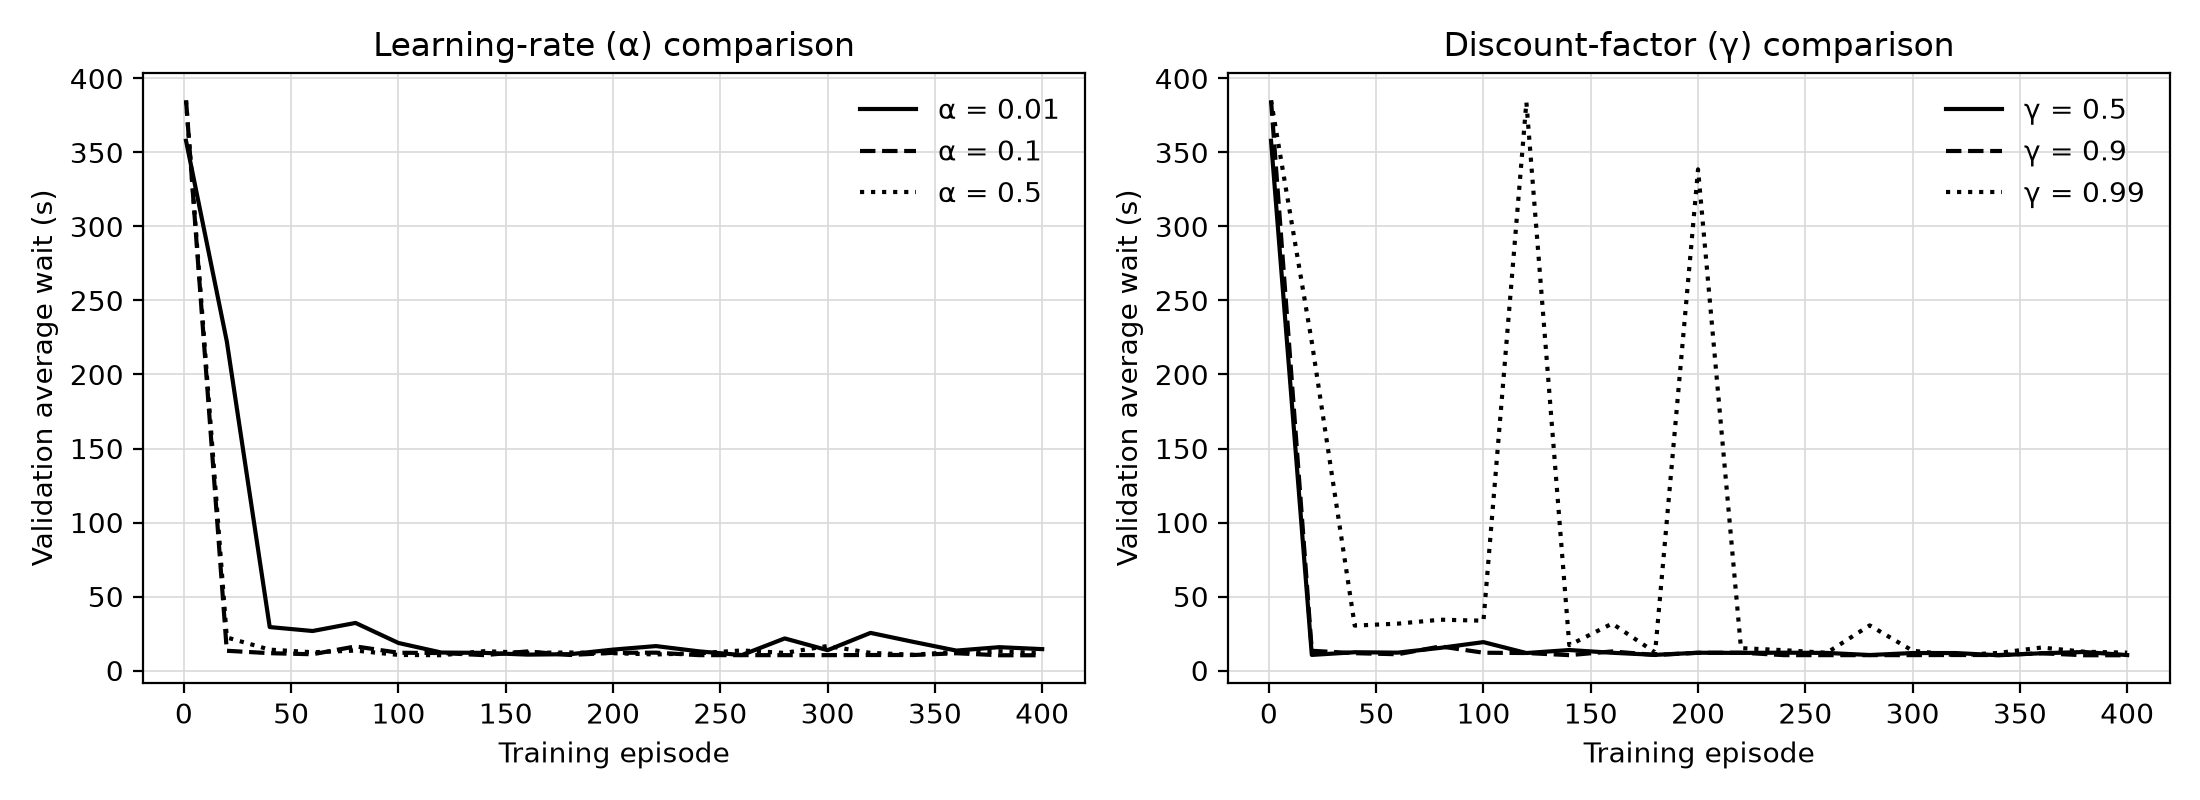 Learning-rate (α) comparison
Validation average wait (s)
400
350
300
250
200
150
100
50
0
α = 0.01
α = 0.1
α = 0.5
0 50 100 150 200 250 300 350 400
Training episode
Discount-factor (γ) comparison
Validation average wait (s)
400
350
300
250
200
150
100
50
0
γ = 0.5
γ = 0.9
γ = 0.99
0 50 100 150 200 250 300 350 400
Training episode